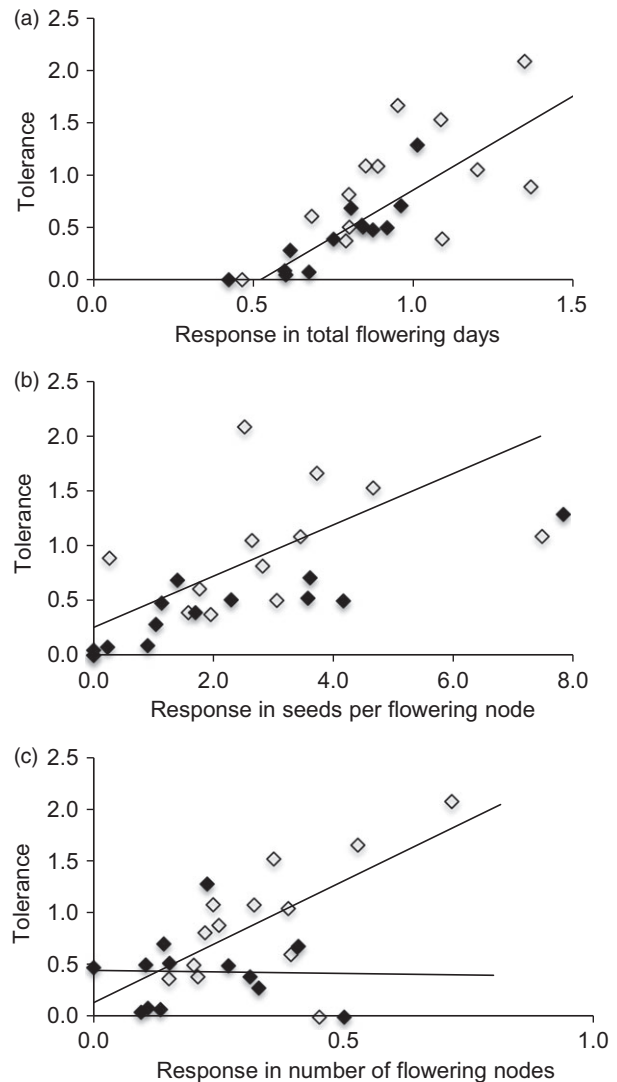 (a)
2.5
2.0
1.5
1.0
0.5
0.0
Tolerance
0.0 0.5 1.0 1.5
Response in total flowering days
(b)
2.5
2.0
1.5
1.0
0.5
0.0
Tolerance
0.0 2.0 4.0 6.0 8.0
Response in seeds per flowering node
(c)
2.5
2.0
1.5
1.0
0.5
0.0
Tolerance
0.0 0.5 1.0
Response in number of flowering nodes